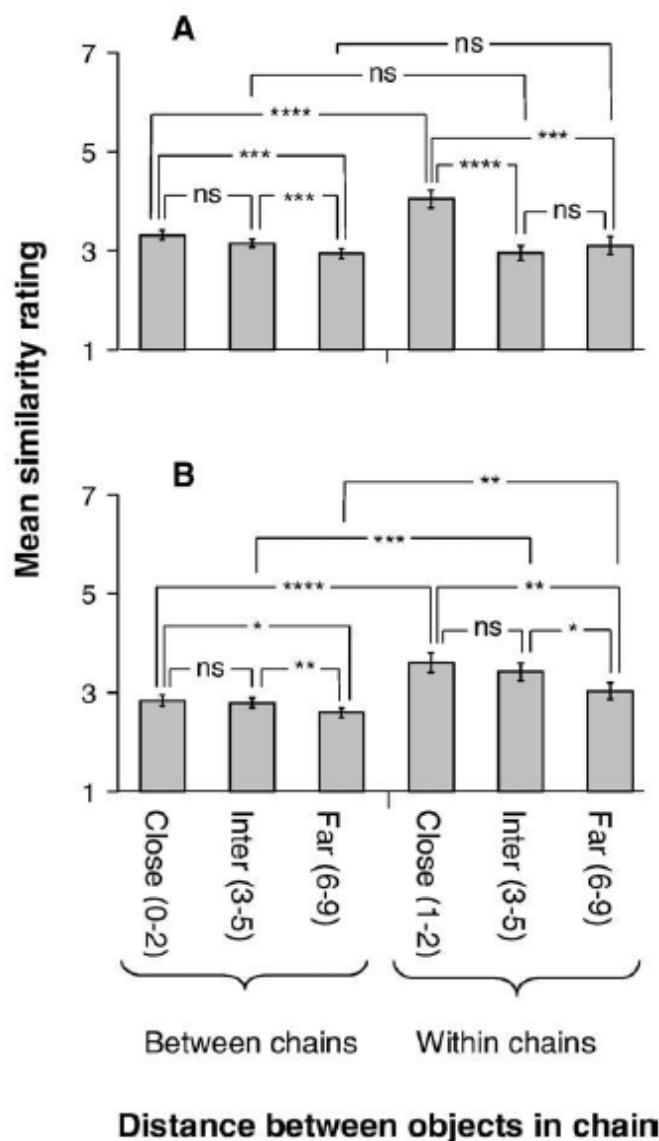 A
7
5
3
1
ns
ns
****
***
***
ns
***
****
ns
B
7
5
3
1
**
***
****
**
*
ns
*
ns
**
Mean similarity rating
Close (0-2)
Inter (3-5)
Far (6-9)
Close (1-2)
Inter (3-5)
Far (6-9)
Between chains
Within chains
Distance between objects in chain